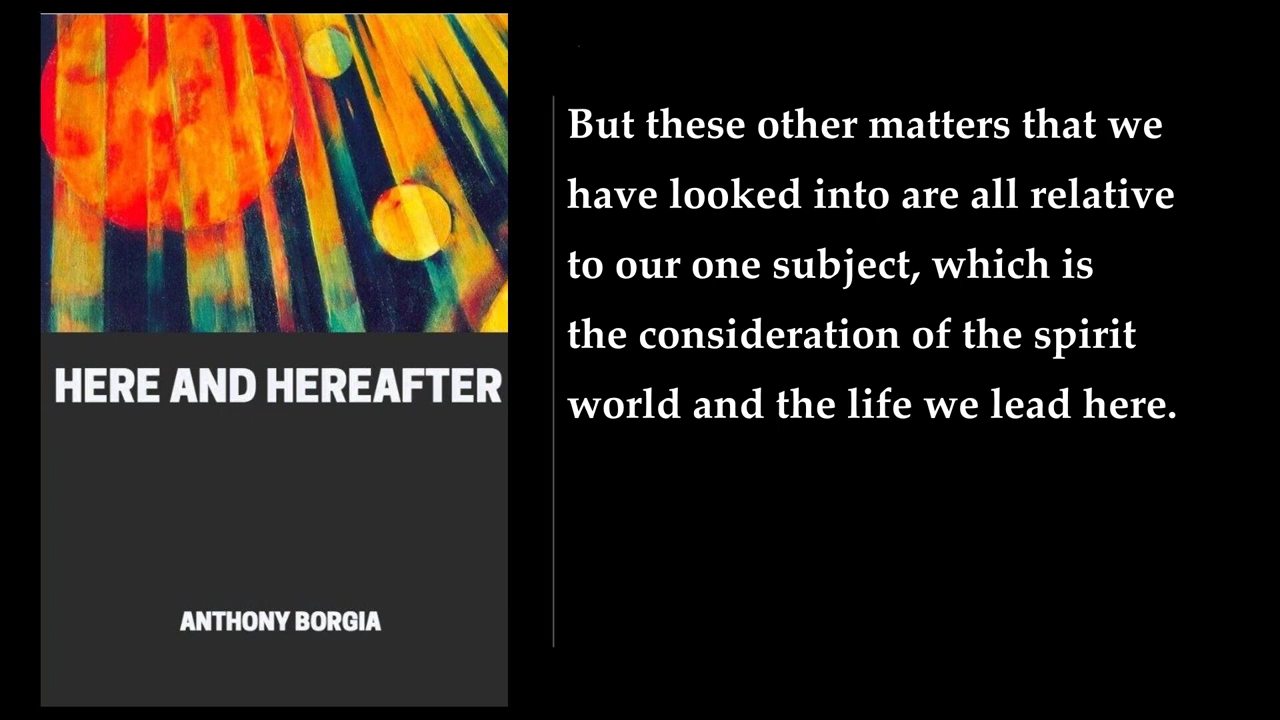 HERE AND HEREAFTER
ANTHONY BORGIA
But these other matters that we
have looked into are all relative
to our one subject, which is
the consideration of the spirit
world and the life we lead here.